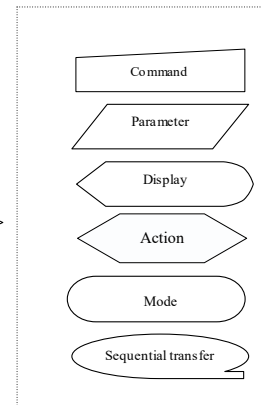 Command
Parameter
Display
Action
Mode
Sequential transfer